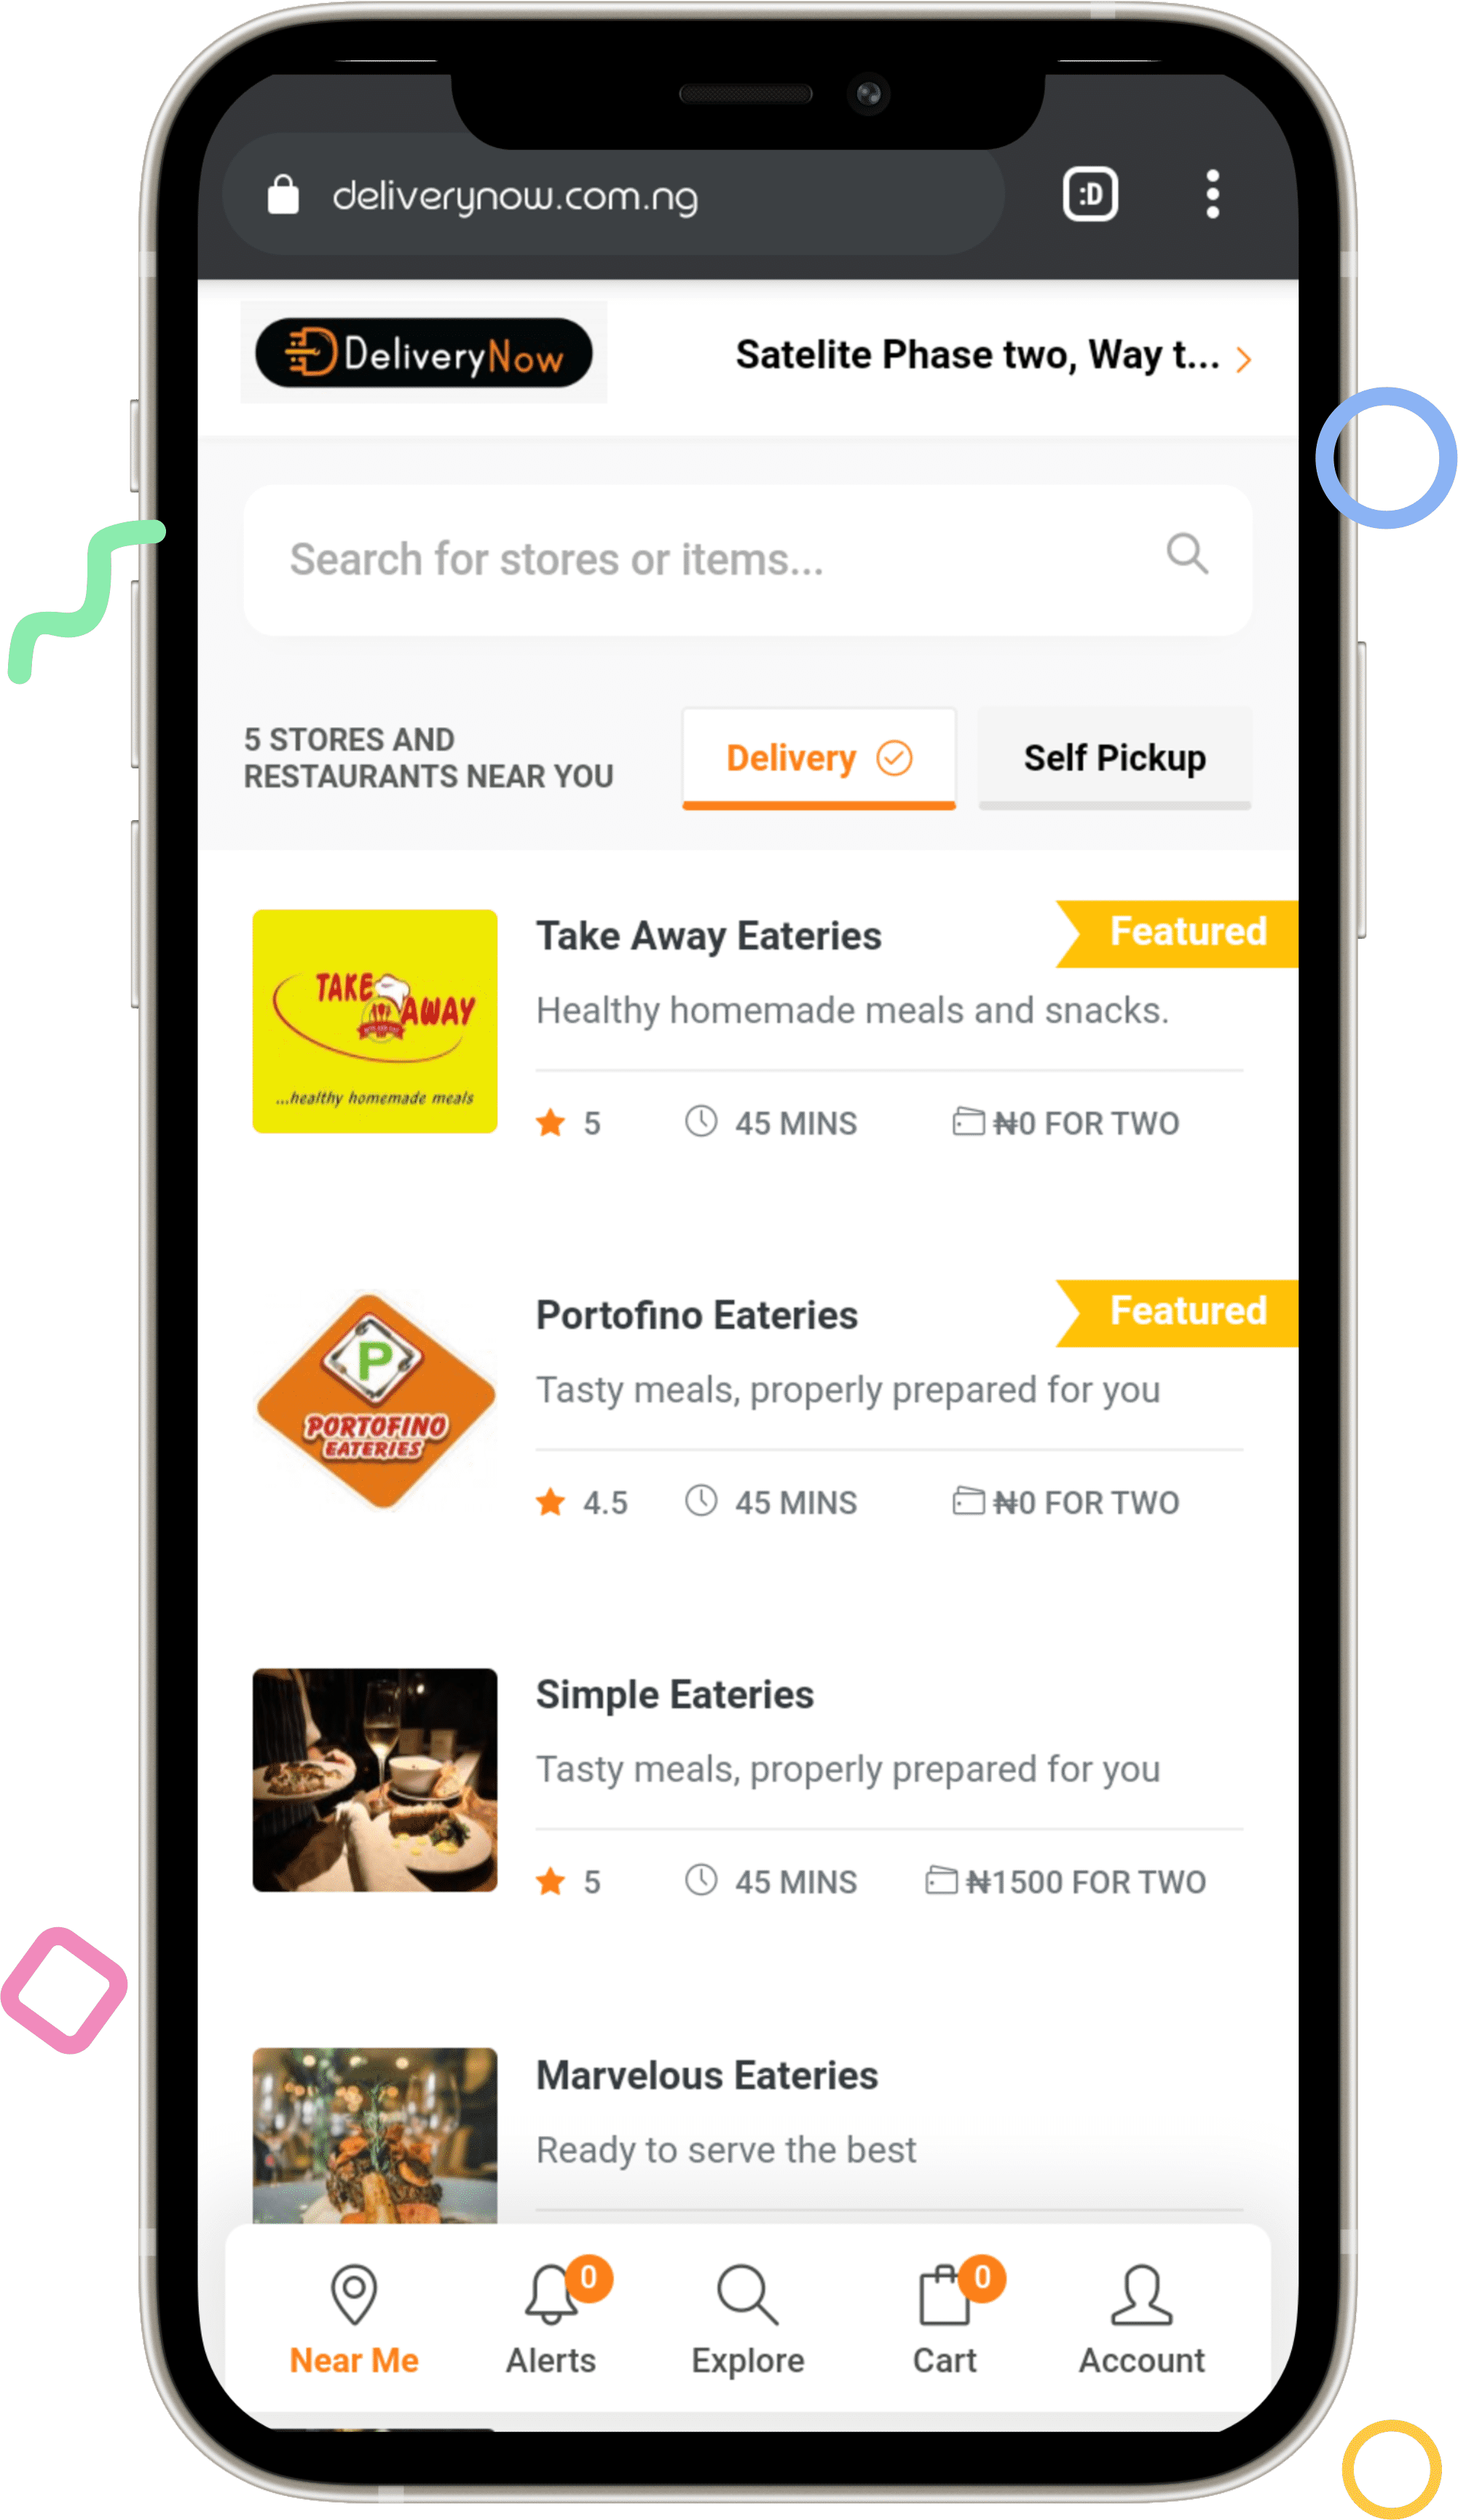 deliverynow.com.ng
:D
DeliveryNow
Satelite Phase two, Way t...
Search for stores or items...
5 STORES AND
RESTAURANTS NEAR YOU
Delivery
Self Pickup
Take Away Eateries
Featured
TAKE
AWAY
...healthy homemade meals
Healthy homemade meals and snacks.
5
45 MINS
₦0 FOR TWO
Portofino Eateries
Featured
P
PORTOFINO
EATERIES
Tasty meals, properly prepared for you
4.5
45 MINS
₦0 FOR TWO
Simple Eateries
Tasty meals, properly prepared for you
5
45 MINS
₦1500 FOR TWO
Marvelous Eateries
Ready to serve the best
0
0
Near Me
Alerts
Explore
Cart
Account